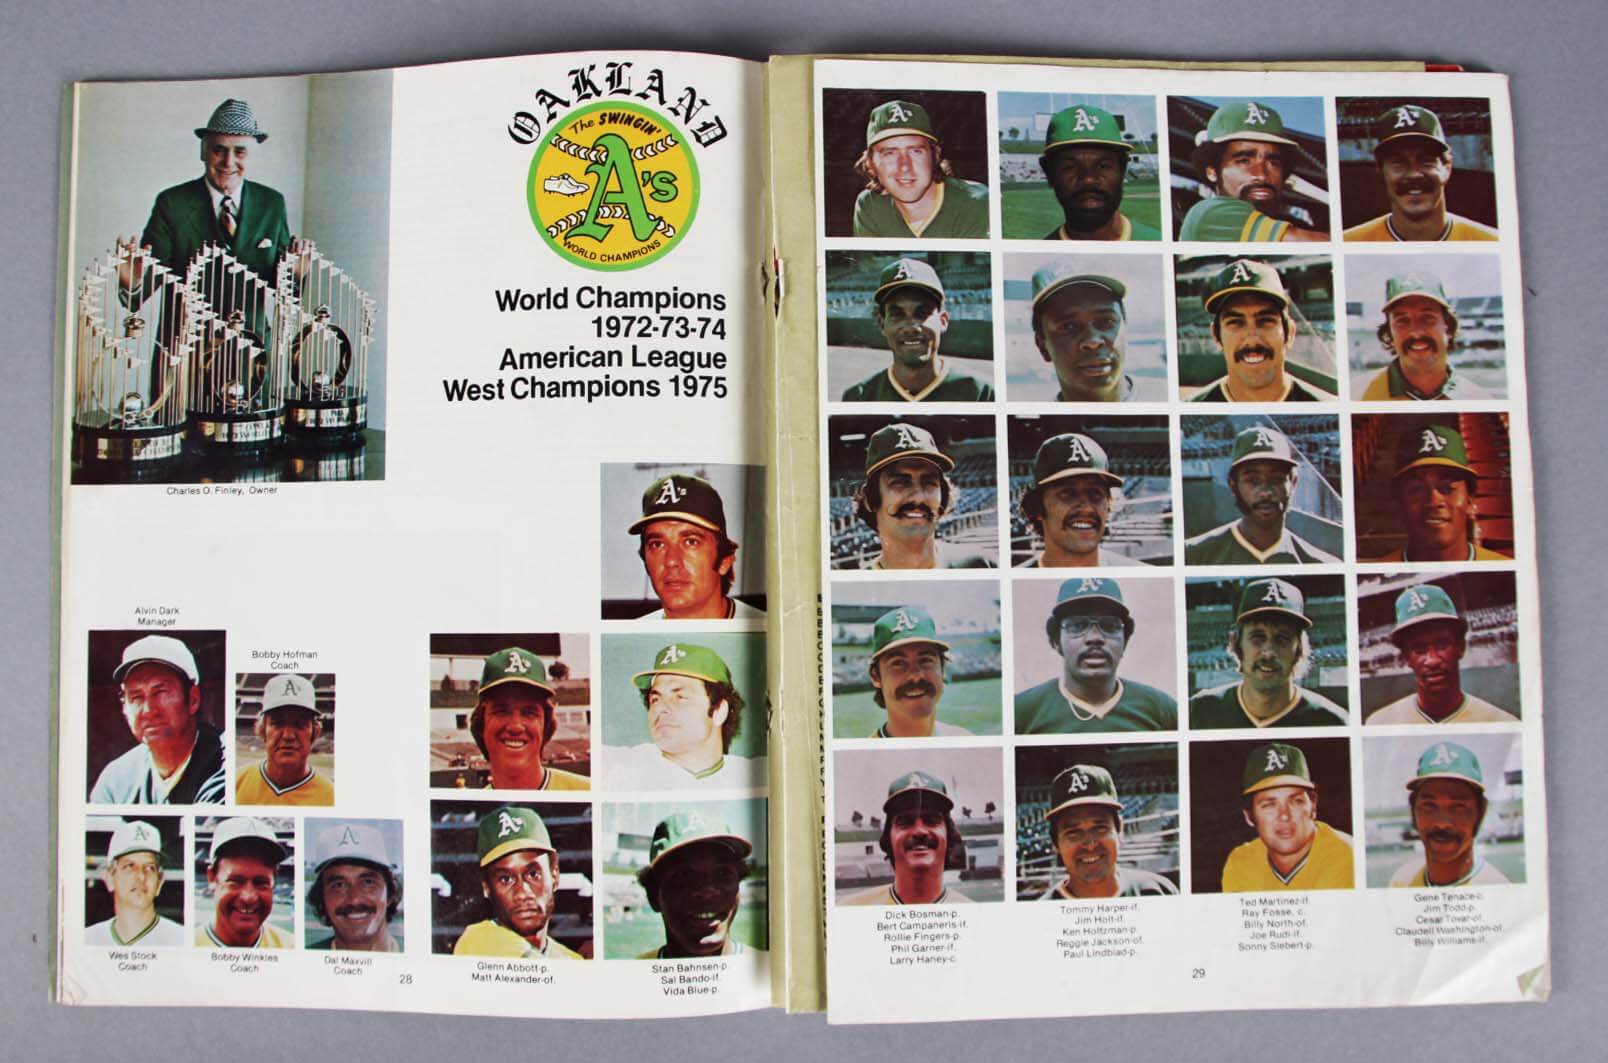 OAKLAND
The SWINGIN'
A's
WORLD CHAMPIONS
World Champions
1972-73-74
American League
West Champions 1975
Charles O. Finley, Owner
Alvin Dark
Manager
Bobby Hofman
Coach
Wes Stock
Coach
Bobby Winkles
Coach
Dal Maxvill
Coach
28
Glenn Abbott-p.
Matt Alexander-of.
Stan Bahnsen-p.
Sal Bando-if.
Vida Blue-p.
Dick Bosman-p.
Bert Campaneris-if.
Rollie Fingers-p.
Phil Garner-if.
Larry Haney-c.
Tommy Harper-if.
Jim Holt-if.
Ken Holtzman-p.
Reggie Jackson-of.
Paul Lindblad-p.
29
Ted Martinez-if.
Ray Fosse, c.
Billy North-of.
Joe Rudi-if.
Sonny Siebert-p.
Gene Tenace-c.
Jim Todd-p.
Cesar Tovar-of.
Claudell Washington-of.
Billy Williams-if.